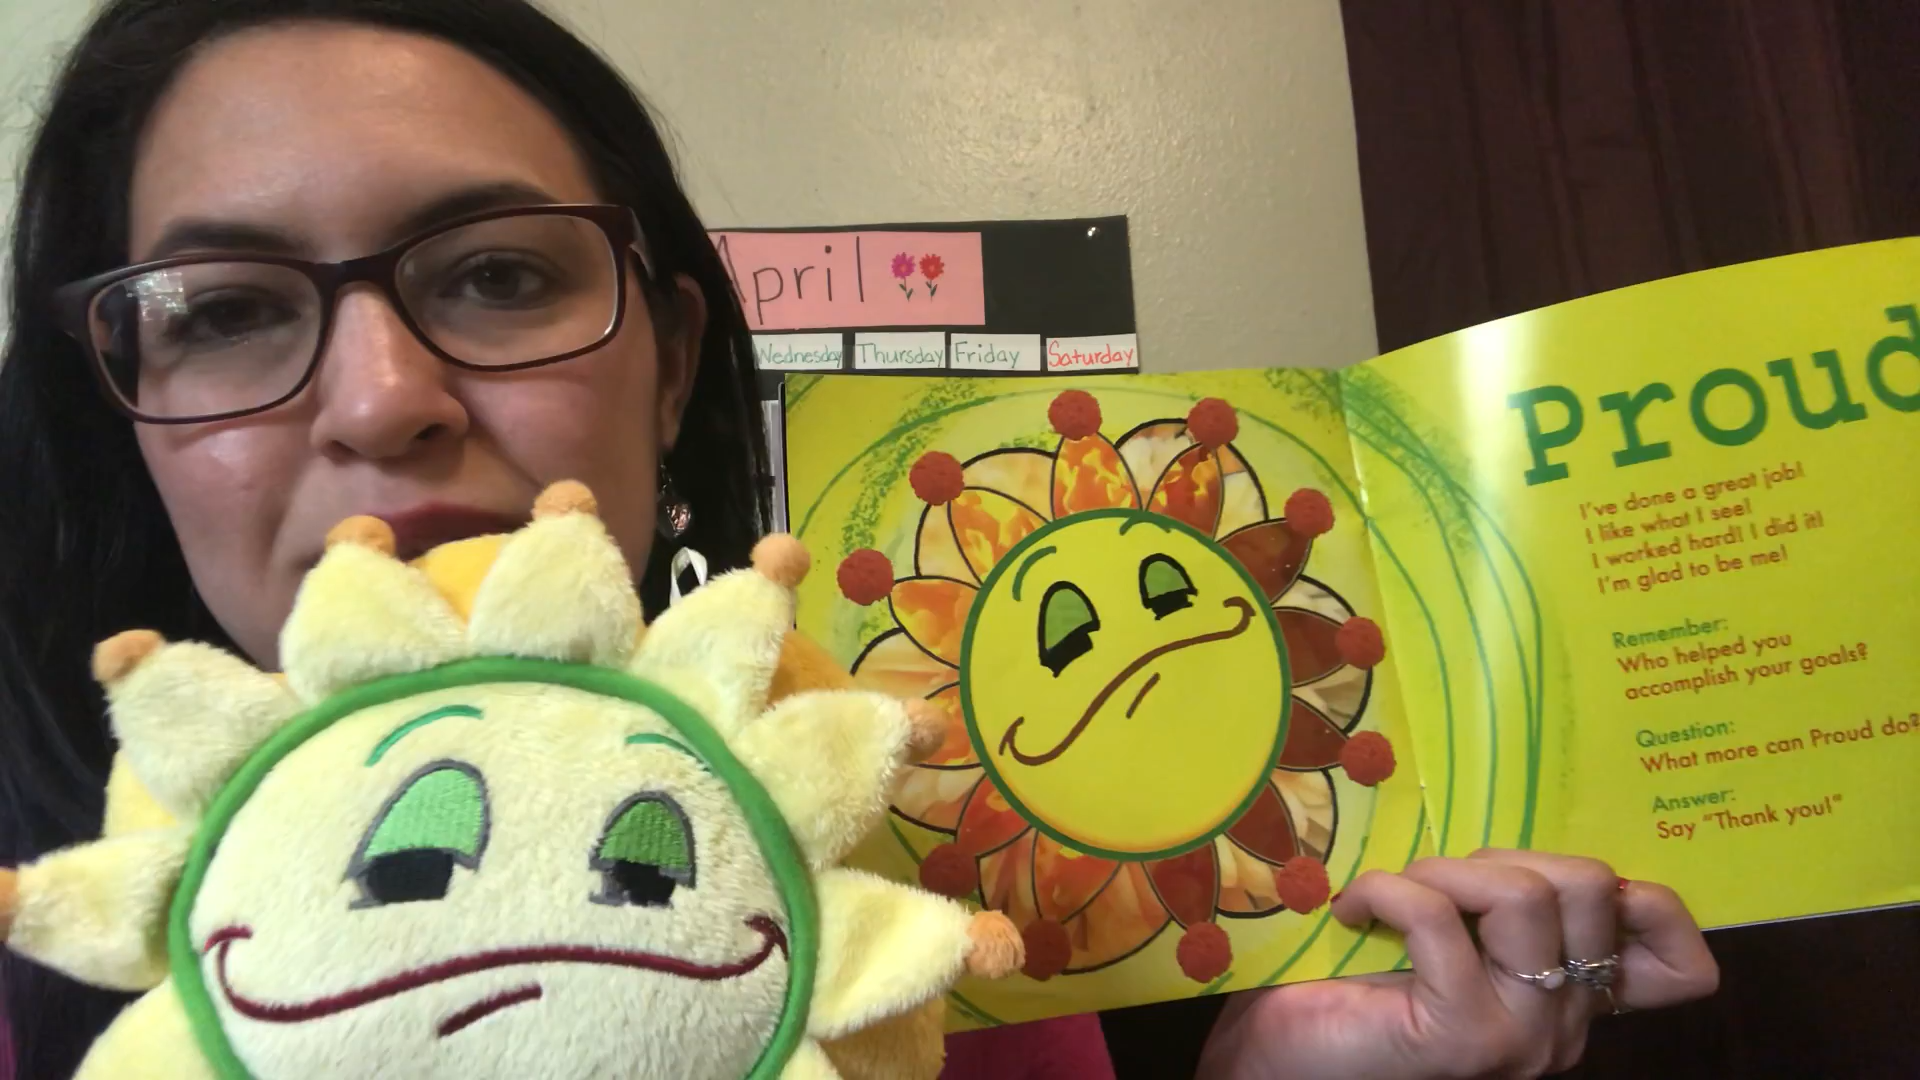 April
Wednesday Thursday Friday Saturday
Proud
I've done a great job!
I like what I see!
I worked hard! I did it!
I'm glad to be me!
Remember:
Who helped you
accomplish your goals?
Question:
What more can Proud do?
Answer:
Say "Thank you!"